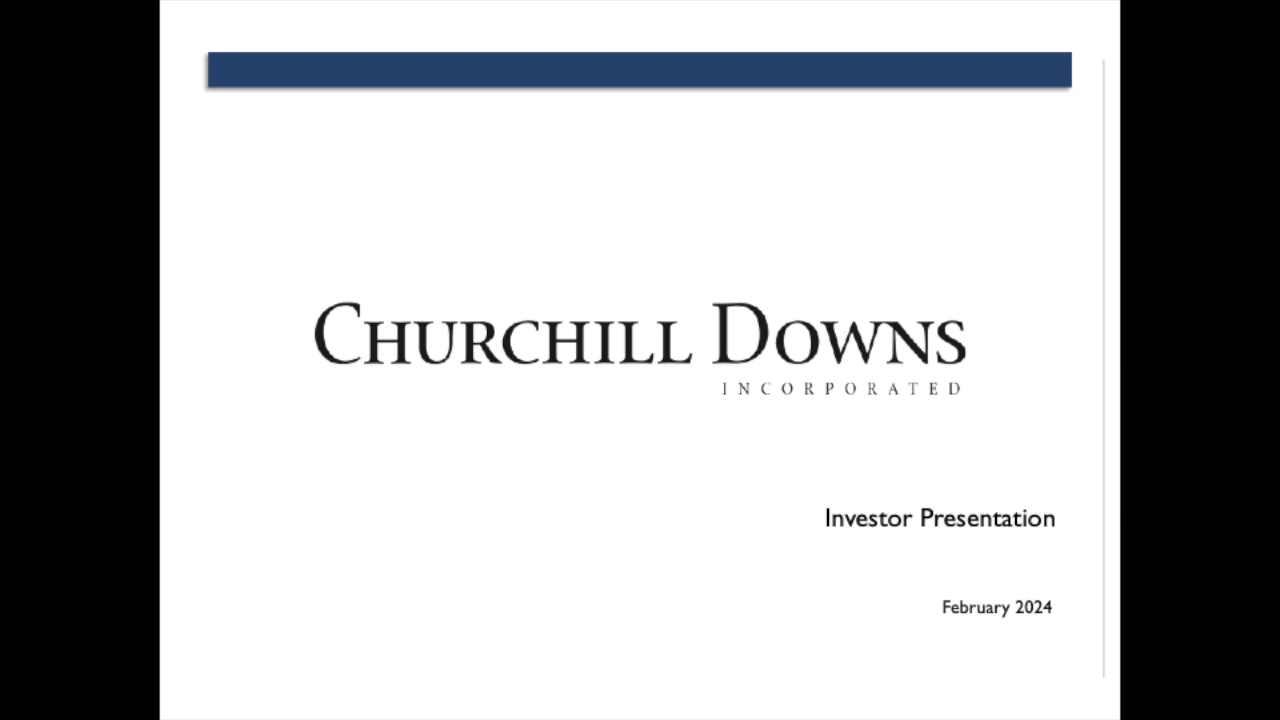 CHURCHILL DOWNS
INCORPORATED
Investor Presentation
February 2024